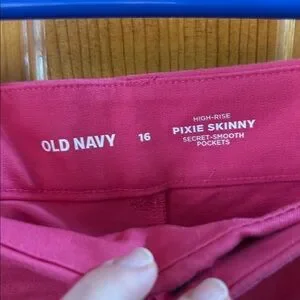 OLD NAVY
16
HIGH-RISE
PIXIE SKINNY
SECRET-SMOOTH
POCKETS